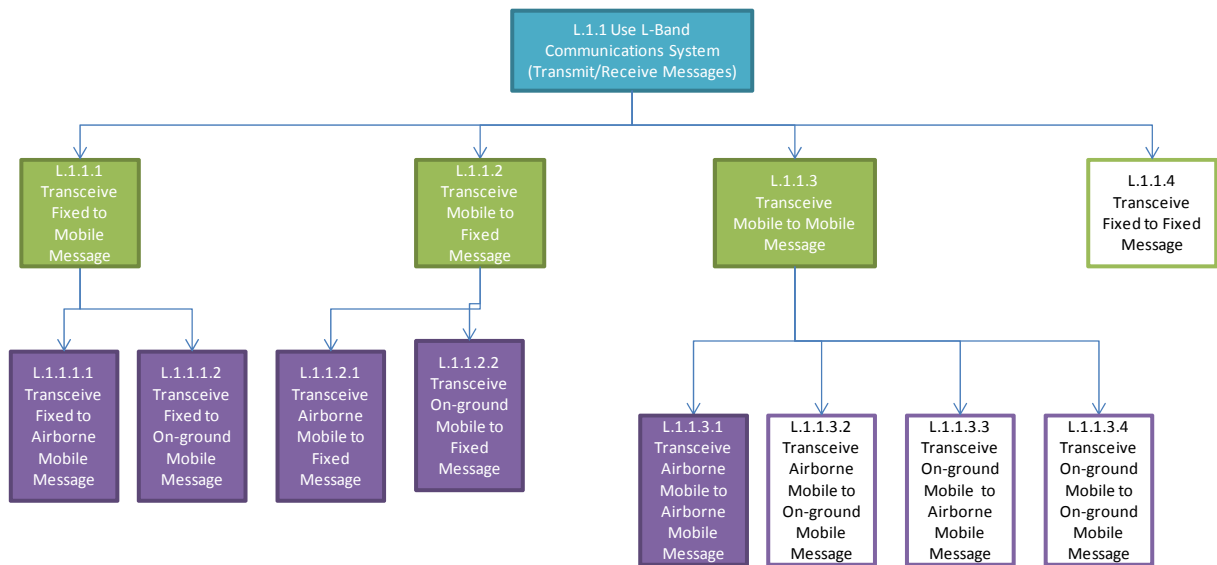 L.1.1 Use L-Band
Communications System
(Transmit/Receive Messages)
L.1.1.1
Transceive
Fixed to
Mobile
Message
L.1.1.2
Transceive
Mobile to
Fixed
Message
L.1.1.3
Transceive
Mobile to Mobile
Message
L.1.1.4
Transceive
Fixed to Fixed
Message
L.1.1.1.1
Transceive
Fixed to
Airborne
Mobile
Message
L.1.1.1.2
Transceive
Fixed to
On-ground
Mobile
Message
L.1.1.2.1
Transceive
Airborne
Mobile to
Fixed
Message
L.1.1.2.2
Transceive
On-ground
Mobile to
Fixed
Message
L.1.1.3.1
Transceive
Airborne
Mobile to
Airborne
Mobile
Message
L.1.1.3.2
Transceive
Airborne
Mobile to
On-ground
Mobile
Message
L.1.1.3.3
Transceive
On-ground
Mobile to
Airborne
Mobile
Message
L.1.1.3.4
Transceive
On-ground
Mobile to
On-ground
Mobile
Message